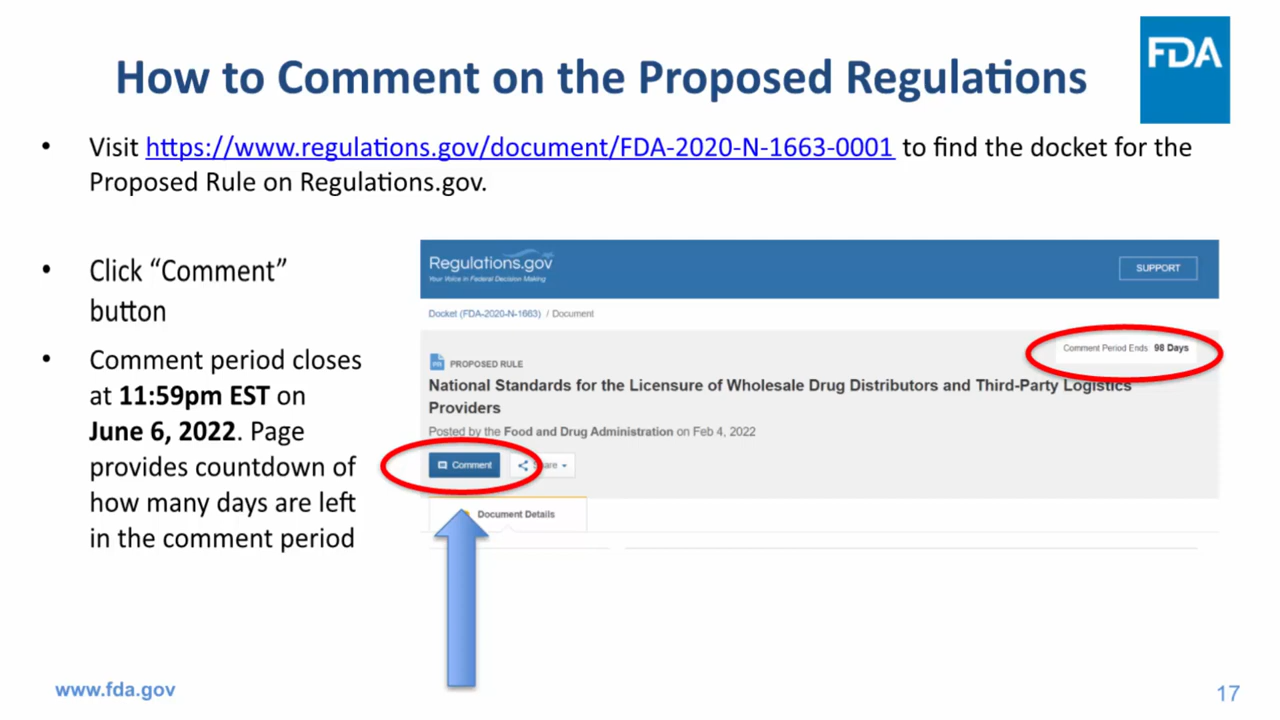 How to Comment on the Proposed Regulations
FDA
• Visit https://www.regulations.gov/document/FDA-2020-N-1663-0001 to find the docket for the
Proposed Rule on Regulations.gov.
• Click “Comment”
button
• Comment period closes
at 11:59pm EST on
June 6, 2022. Page
provides countdown of
how many days are left
in the comment period
Regulations.gov
Your Voice in Federal Decision Making
SUPPORT
Docket (FDA-2020-N-1663) / Document
Comment Period Ends 98 Days
PROPOSED RULE
National Standards for the Licensure of Wholesale Drug Distributors and Third-Party Logistics
Providers
Posted by the Food and Drug Administration on Feb 4, 2022
Comment
Share
Document Details
www.fda.gov
17